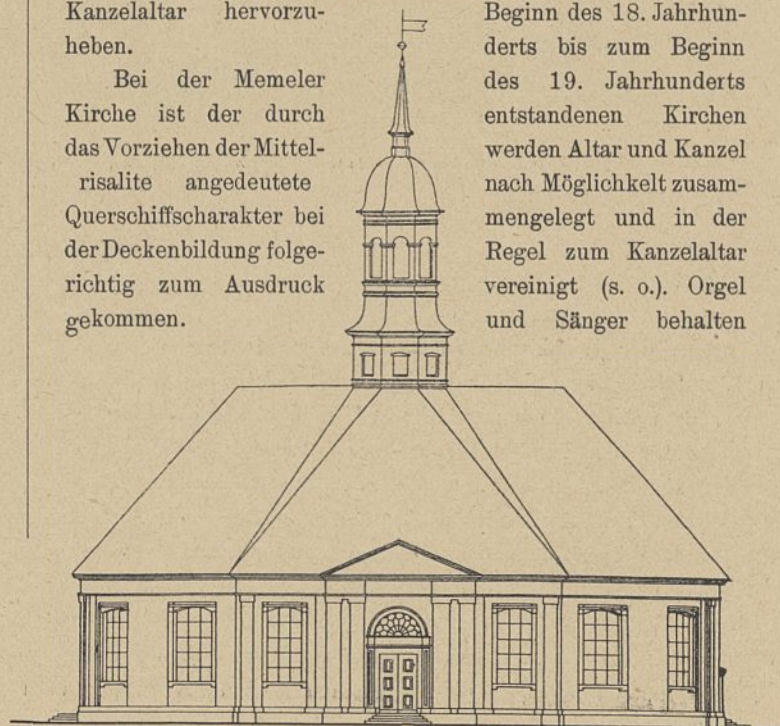 Kanzelaltar hervorzu-
heben.
Bei der Memeler
Kirche ist der durch
das Vorziehen der Mittel-
risalite angedeutete
Querschiffscharakter bei
der Deckenbildung folge-
richtig zum Ausdruck
gekommen.
Beginn des 18. Jahrhun-
derts bis zum Beginn
des 19. Jahrhunderts
entstandenen Kirchen
werden Altar und Kanzel
nach Möglichkelt zusam-
mengelegt und in der
Regel zum Kanzelaltar
vereinigt (s. o.). Orgel
und Sänger behalten